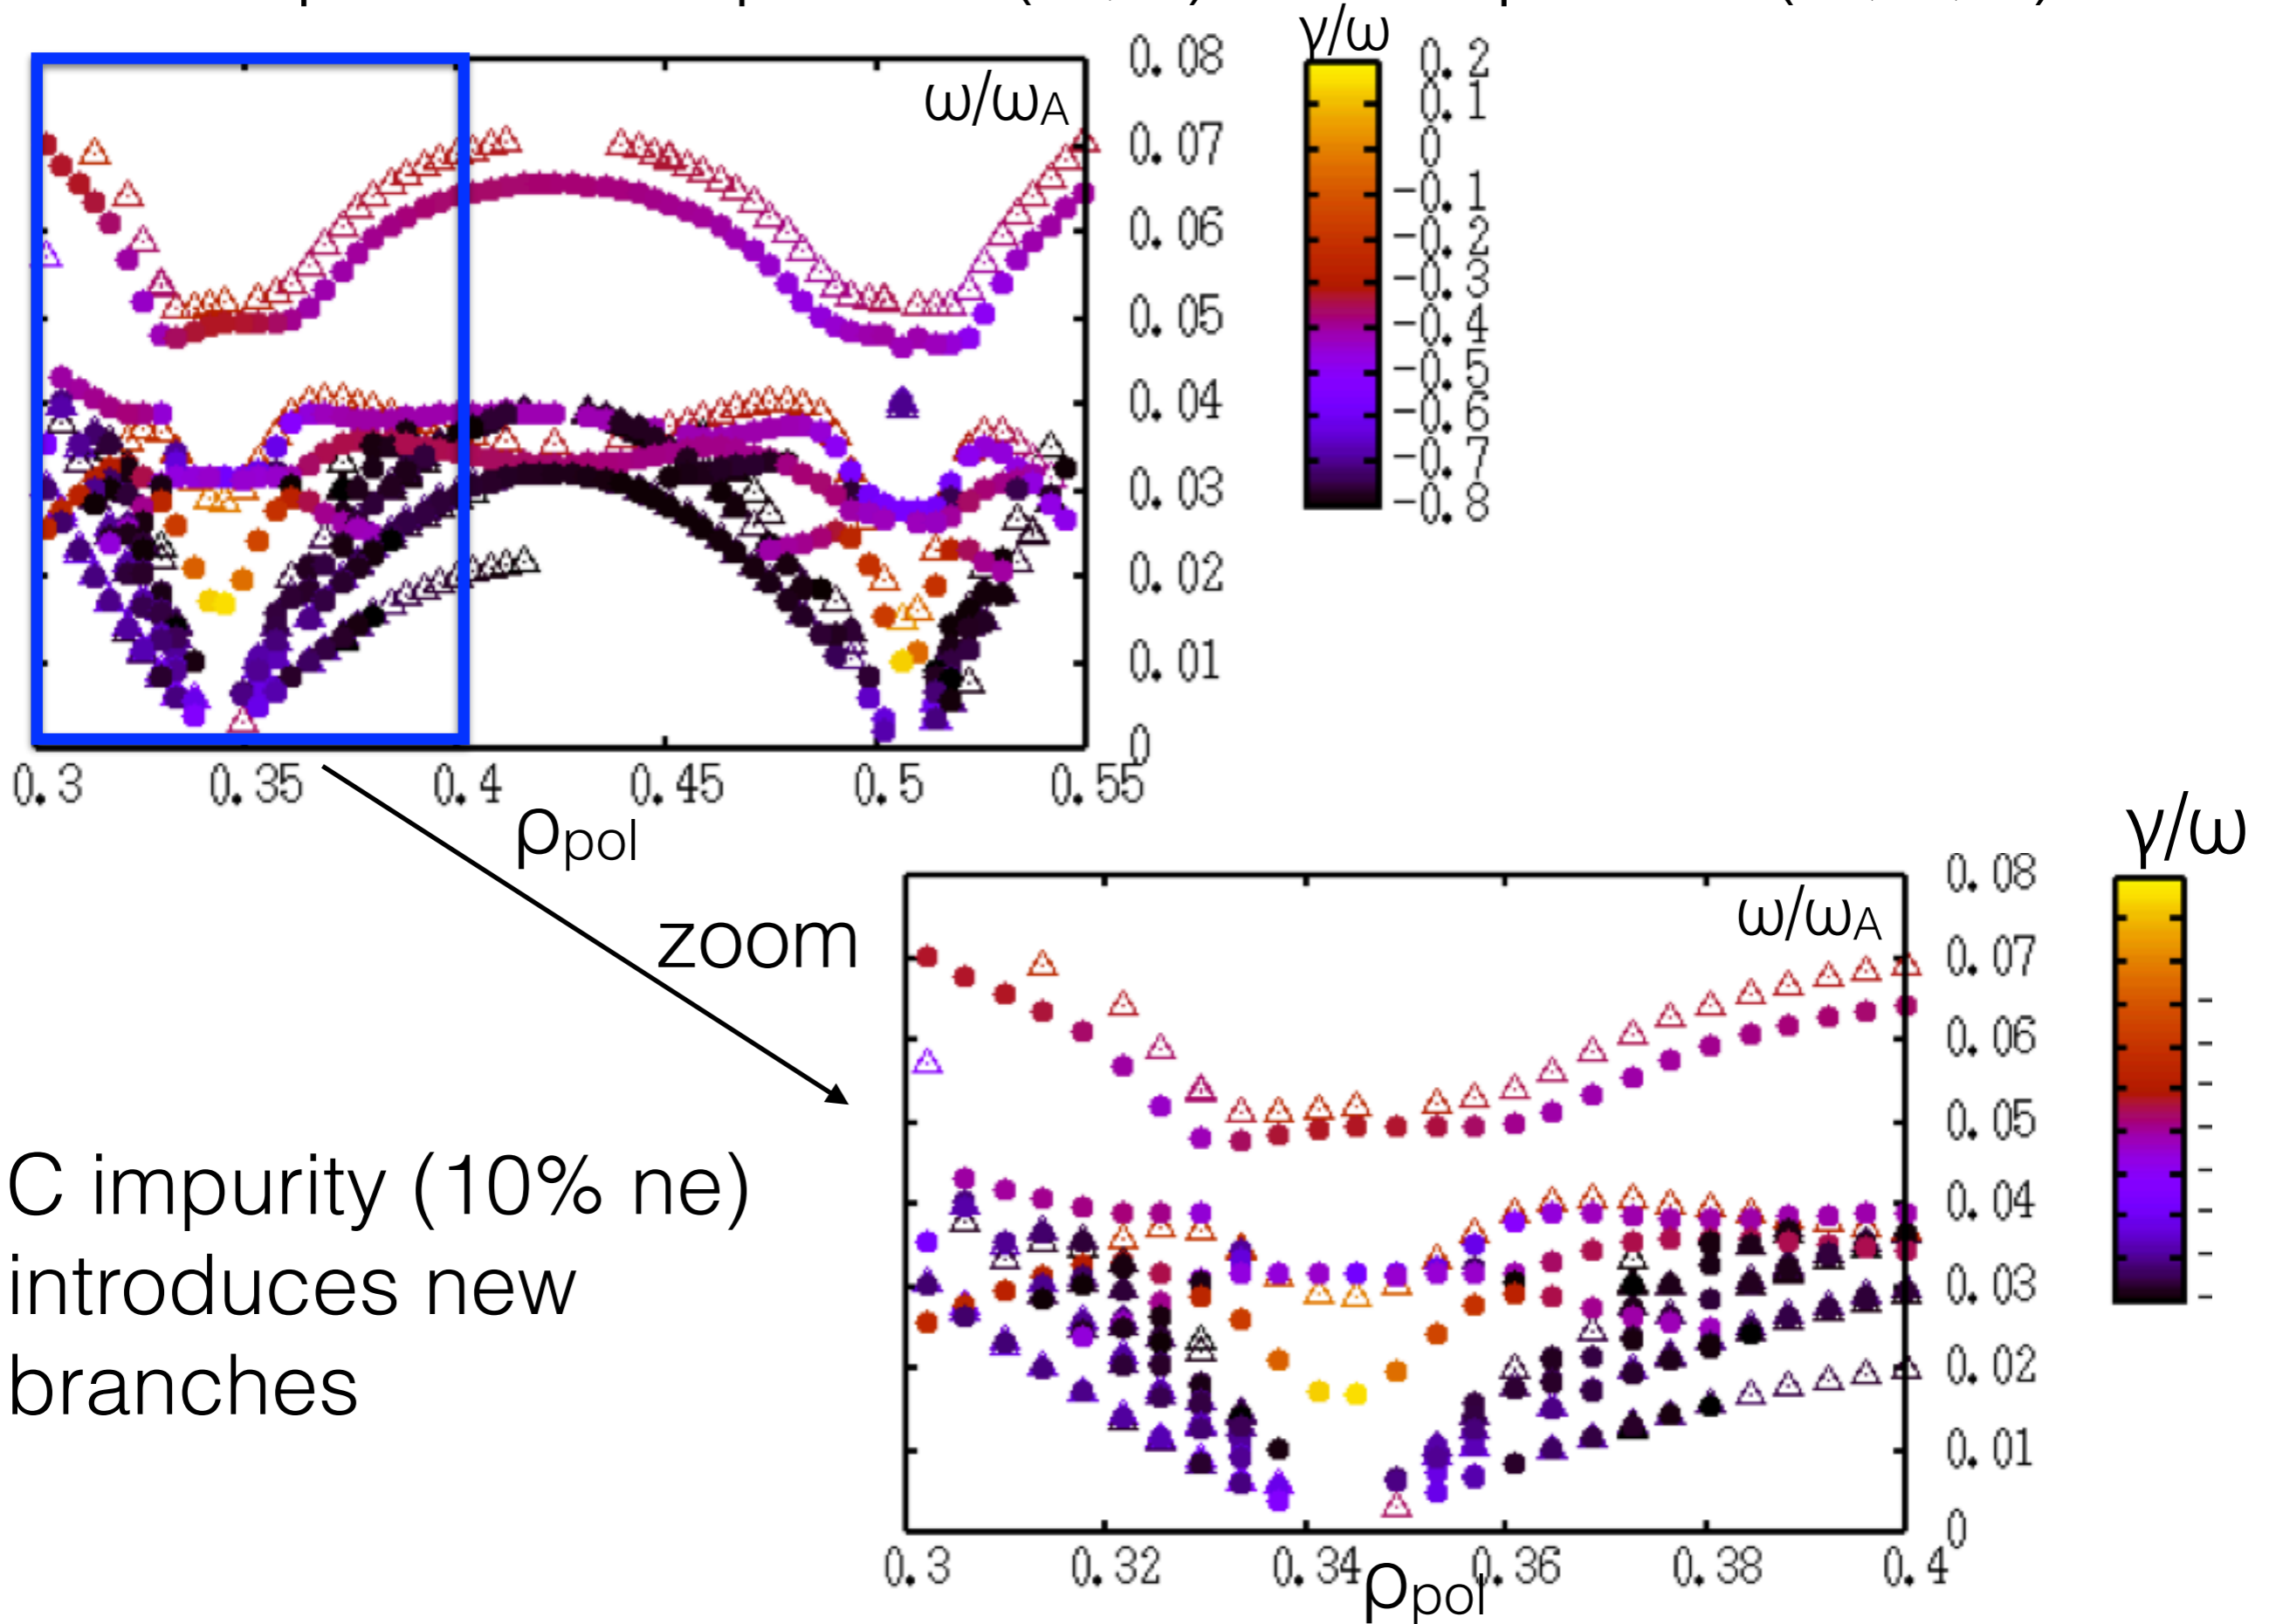 γ/ω
ω/ωA
0.08
0.07
0.06
0.05
0.04
0.03
0.02
0.01
0
0.2
0.1
0
-0.1
-0.2
-0.3
-0.4
-0.5
-0.6
-0.7
-0.8
0.3 0.35 0.4 0.45 0.5 0.55
ρpol
zoom
C impurity (10% ne)
introduces new
branches
γ/ω
ω/ωA
0.08
0.07
0.06
0.05
0.04
0.03
0.02
0.01
0
0.3 0.32 0.34 0.36 0.38 0.4
ρpol